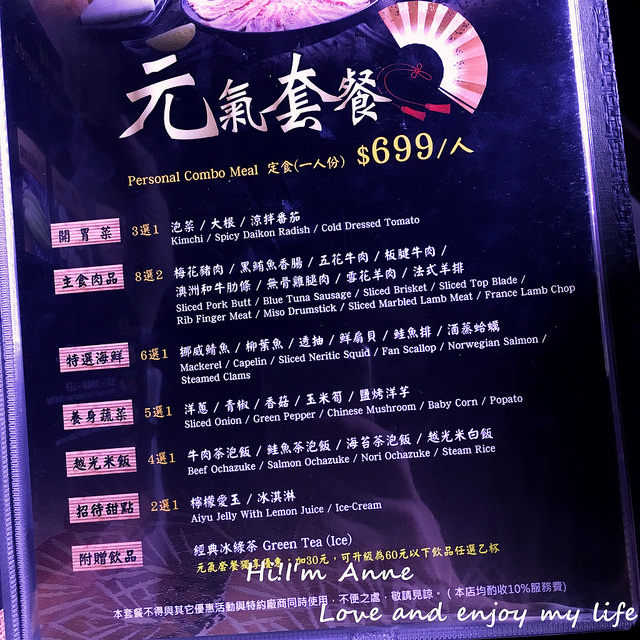 元氣套餐
Personal Combo Meal 定食(一人份) $699/人
開胃菜 3選1 泡菜 / 大根 / 涼拌番茄
Kimchi / Spicy Daikon Radish / Cold Dressed Tomato
主食肉品 8選2 梅花豬肉 / 黑鮪魚香腸 / 五花牛肉 / 板腱牛肉 /
澳洲和牛肋條 / 無骨雞腿肉 / 雪花羊肉 / 法式羊排
Sliced Pork Butt / Blue Tuna Sausage / Sliced Brisket / Sliced Top Blade /
Rib Finger Meat / Miso Drumstick / Sliced Marbled Lamb Meat / France Lamb Chop
特選海鮮 6選1 挪威鯖魚 / 柳葉魚 / 透抽 / 鮮扇貝 / 鮭魚排 / 酒蒸蛤蠣
Mackerel / Capelin / Sliced Neritic Squid / Fan Scallop / Norwegian Salmon /
Steamed Clams
養身蔬菜 5選1 洋蔥 / 青椒 / 香菇 / 玉米筍 / 鹽烤洋芋
Sliced Onion / Green Pepper / Chinese Mushroom / Baby Corn / Popato
越光米飯 4選1 牛肉茶泡飯 / 鮭魚茶泡飯 / 海苔茶泡飯 / 越光米白飯
Beef Ochazuke / Salmon Ochazuke / Nori Ochazuke / Steam Rice
招待甜點 2選1 檸檬愛玉 / 冰淇淋
Aiyu Jelly With Lemon Juice / Ice-Cream
附贈飲品 經典冰綠茶 Green Tea (Ice)
元氣套餐獨享優惠，加30元，可升級為60元以下飲品任選乙杯
Hi!I'm Anne
本套餐不得與其它優惠活動與特約廠商同時使用，不便之處，敬請見諒。(本店均酌收10%服務費)
Love and enjoy my life